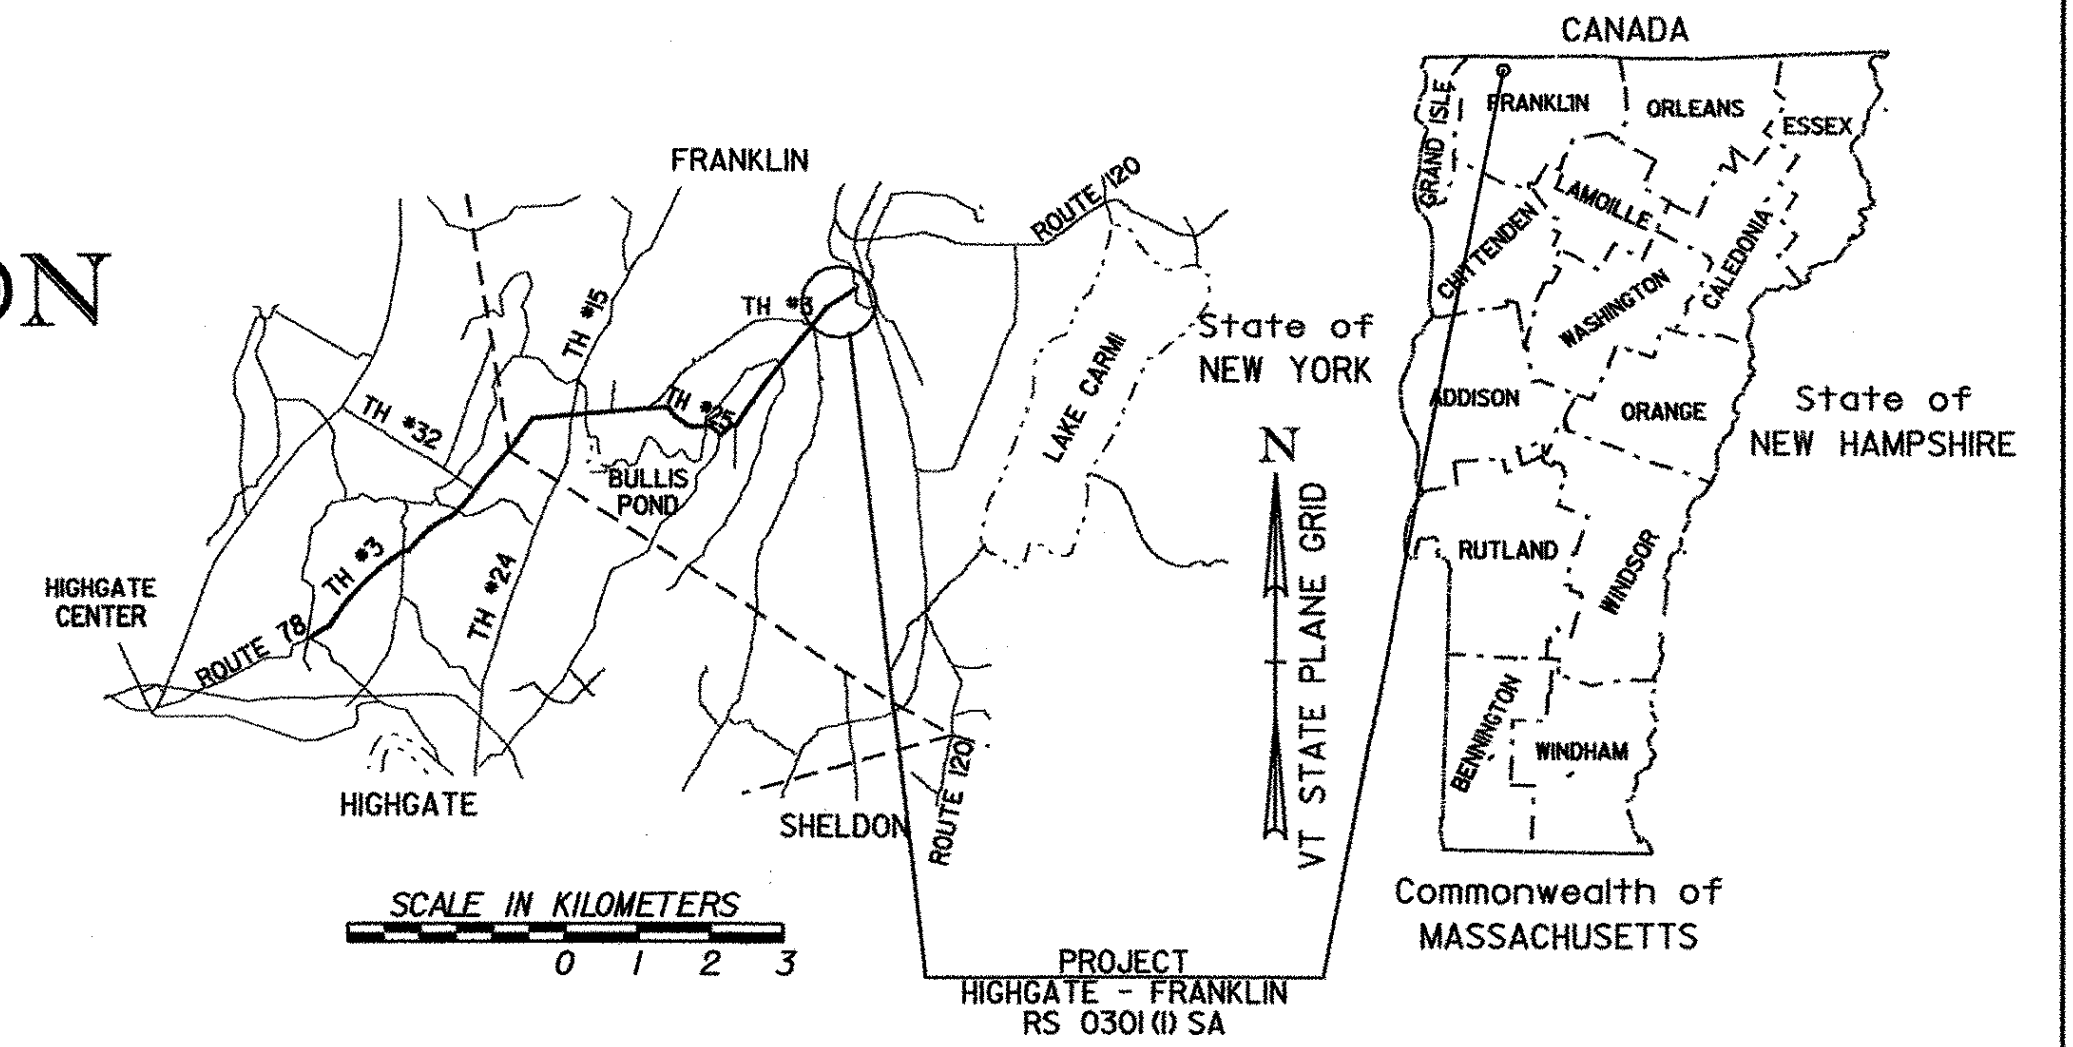 ON
FRANKLIN
ROUTE 120
TH #3
TH #15
TH #32
TH #25
BULLIS
POND
LAKE CARMI
TH #3
TH #24
HIGHGATE
CENTER
ROUTE 78
HIGHGATE
SHELDON
ROUTE 120
SCALE IN KILOMETERS
0 1 2 3
N
VT STATE PLANE GRID
PROJECT
HIGHGATE - FRANKLIN
RS 0301(1) SA
CANADA
GRAND ISLE
FRANKLIN
ORLEANS
ESSEX
LAMOILLE
CHITTENDEN
WASHINGTON
CALEDONIA
State of
NEW YORK
ADDISON
ORANGE
State of
NEW HAMPSHIRE
RUTLAND
WINDSOR
BENNINGTON
WINDHAM
Commonwealth of
MASSACHUSETTS